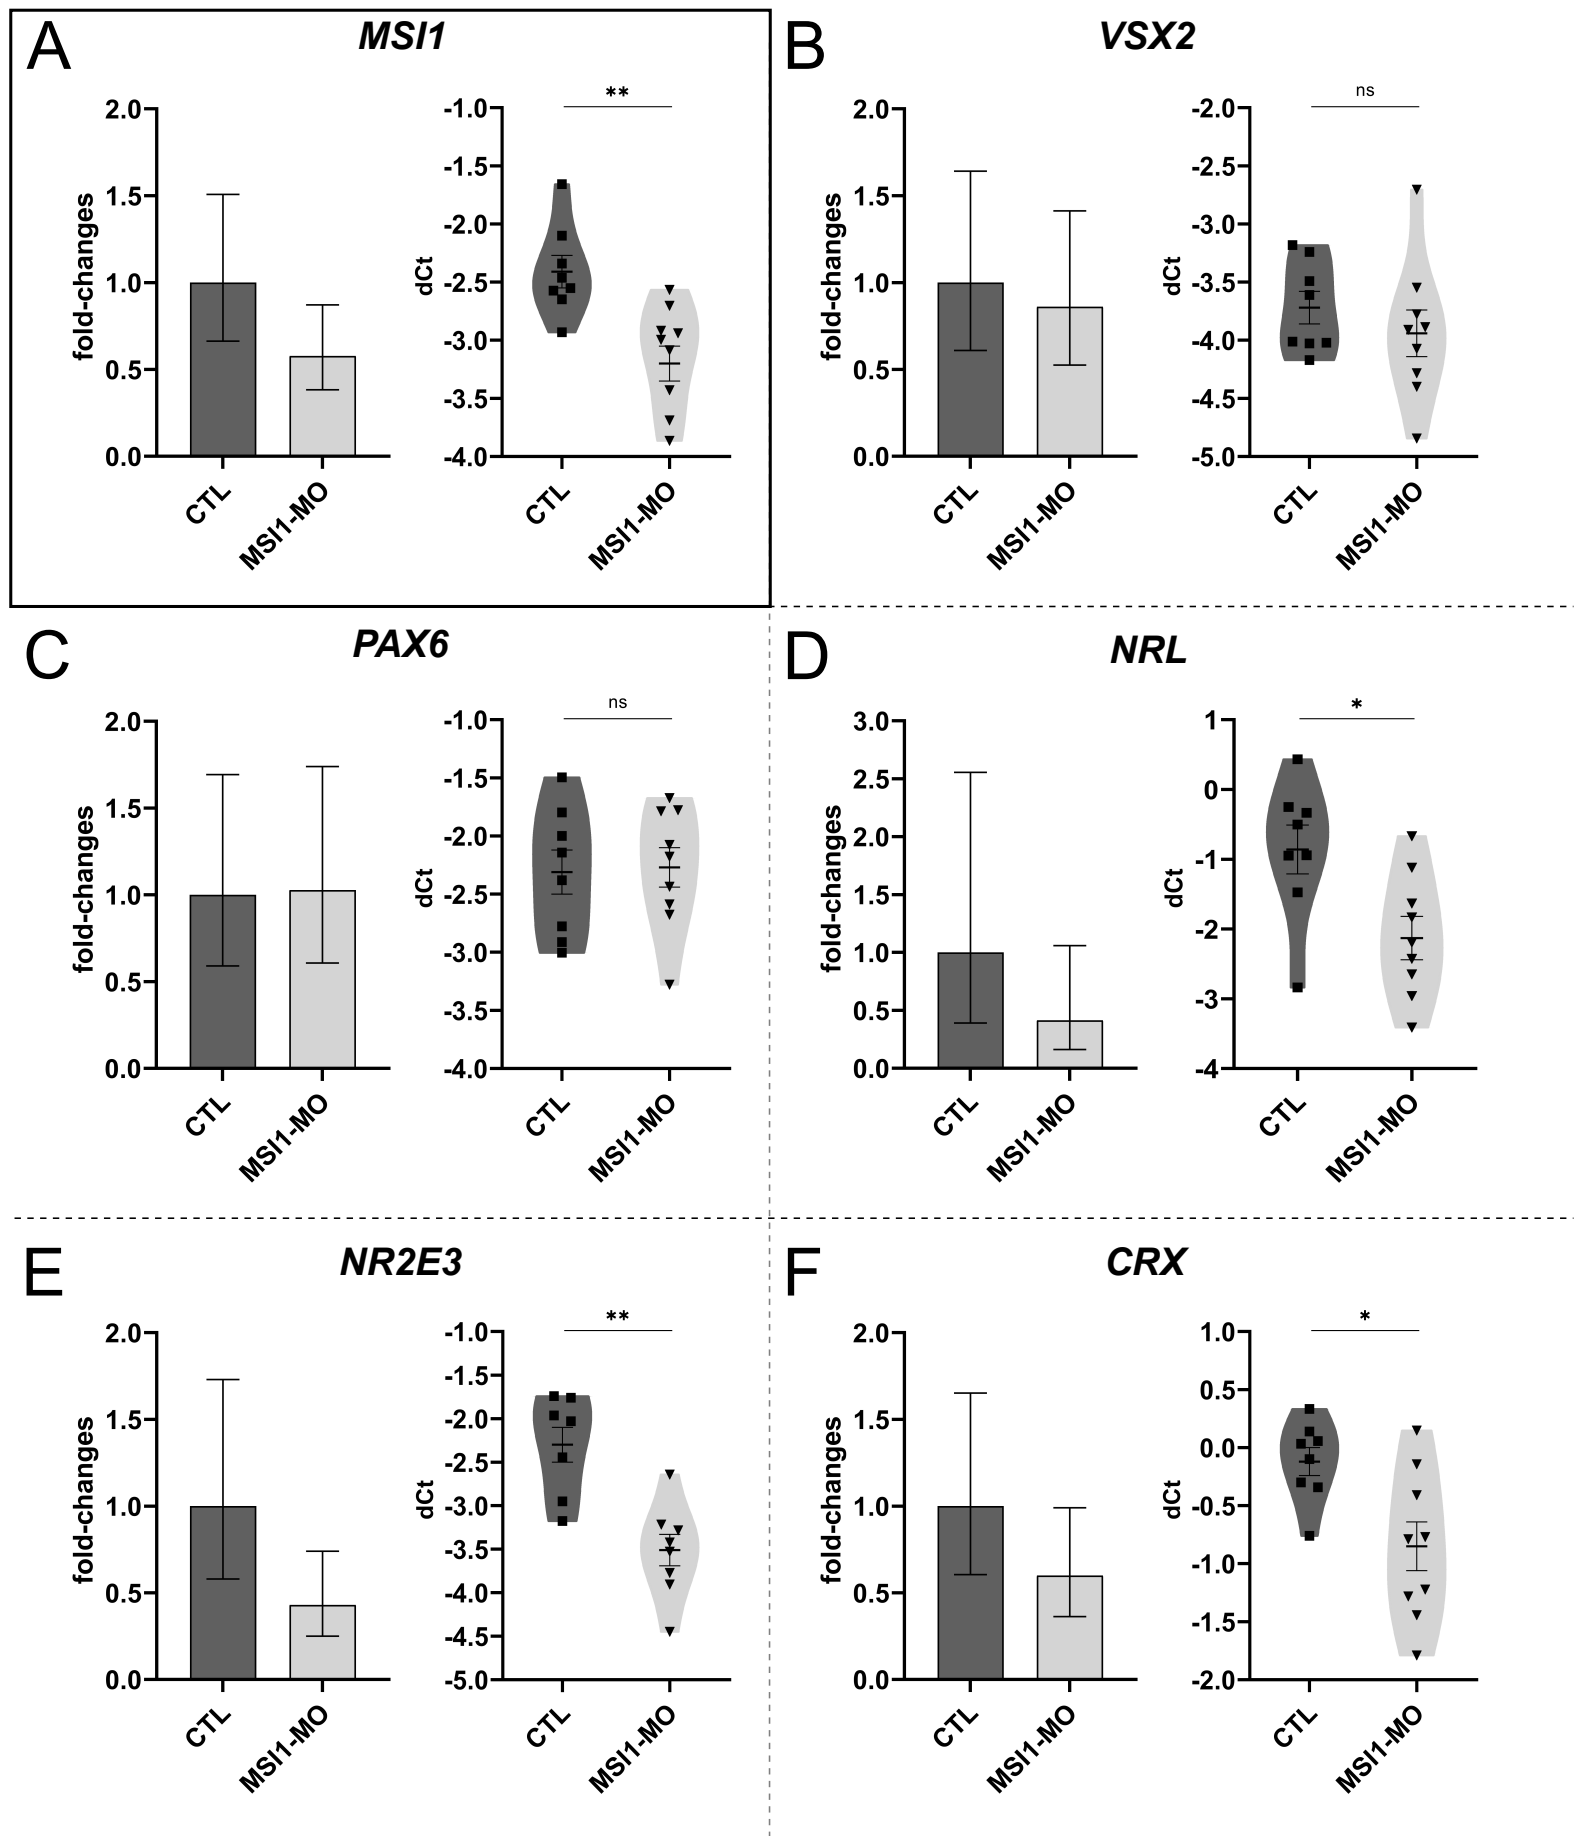 A
MSI1
fold-changes
2.0
1.5
1.0
0.5
0.0
CTL
MSI1-MO
dCt
-1.0
-1.5
-2.0
-2.5
-3.0
-3.5
-4.0
**
CTL
MSI1-MO
B
VSX2
fold-changes
2.0
1.5
1.0
0.5
0.0
CTL
MSI1-MO
dCt
-2.0
-2.5
-3.0
-3.5
-4.0
-4.5
-5.0
ns
CTL
MSI1-MO
C
PAX6
fold-changes
2.0
1.5
1.0
0.5
0.0
CTL
MSI1-MO
dCt
-1.0
-1.5
-2.0
-2.5
-3.0
-3.5
-4.0
ns
CTL
MSI1-MO
D
NRL
fold-changes
3.0
2.5
2.0
1.5
1.0
0.5
0.0
CTL
MSI1-MO
dCt
1
0
-1
-2
-3
-4
*
CTL
MSI1-MO
E
NR2E3
fold-changes
2.0
1.5
1.0
0.5
0.0
CTL
MSI1-MO
dCt
-1.0
-1.5
-2.0
-2.5
-3.0
-3.5
-4.0
-4.5
-5.0
**
CTL
MSI1-MO
F
CRX
fold-changes
2.0
1.5
1.0
0.5
0.0
CTL
MSI1-MO
dCt
1.0
0.5
0.0
-0.5
-1.0
-1.5
-2.0
*
CTL
MSI1-MO